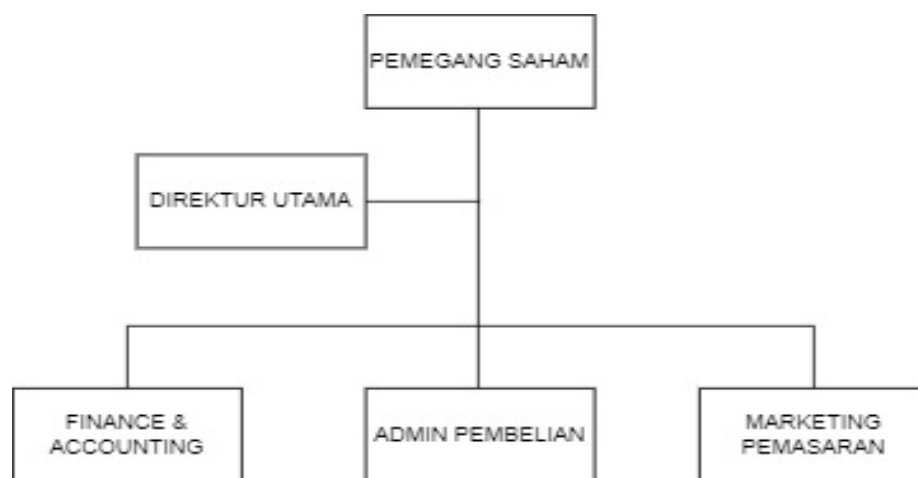 PEMEGANG SAHAM
DIREKTUR UTAMA
FINANCE &
ACCOUNTING
ADMIN PEMBELIAN
MARKETING
PEMASARAN